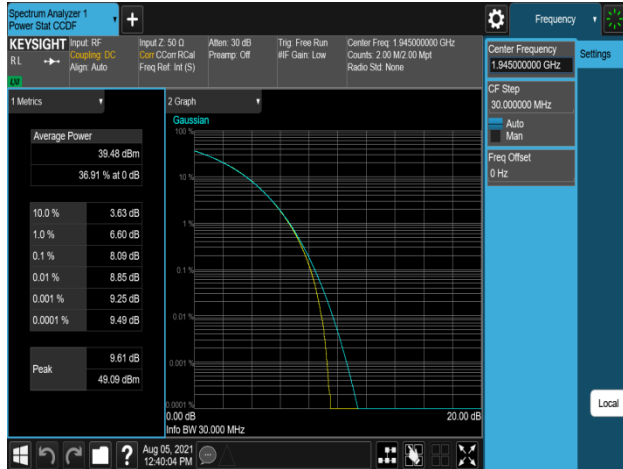 Spectrum Analyzer 1
Power Stat CCDF
Frequency
KEYSIGHT
RL
Input: RF
Coupling: DC
Align: Auto
Input Z: 50 Ω
Corr CCorr RCal
Freq Ref: Int (S)
Atten: 30 dB
Preamp: Off
Trig: Free Run
#IF Gain: Low
Center Freq: 1.945000000 GHz
Counts: 2.00 M/2.00 Mpt
Radio Std: None
Center Frequency
1.945000000 GHz
Settings
CF Step
30.000000 MHz
Auto
Man
Freq Offset
0 Hz
1 Metrics
Average Power
39.48 dBm
36.91 % at 0 dB
10.0 % 3.63 dB
1.0 % 6.60 dB
0.1 % 8.09 dB
0.01 % 8.85 dB
0.001 % 9.25 dB
0.0001 % 9.49 dB
Peak
9.61 dB
49.09 dBm
2 Graph
Gaussian
100 %
10 %
1 %
0.1 %
0.01 %
0.001 %
0.0001 %
0.00 dB
20.00 dB
Info BW 30.000 MHz
Local
?
Aug 05, 2021
12:40:04 PM